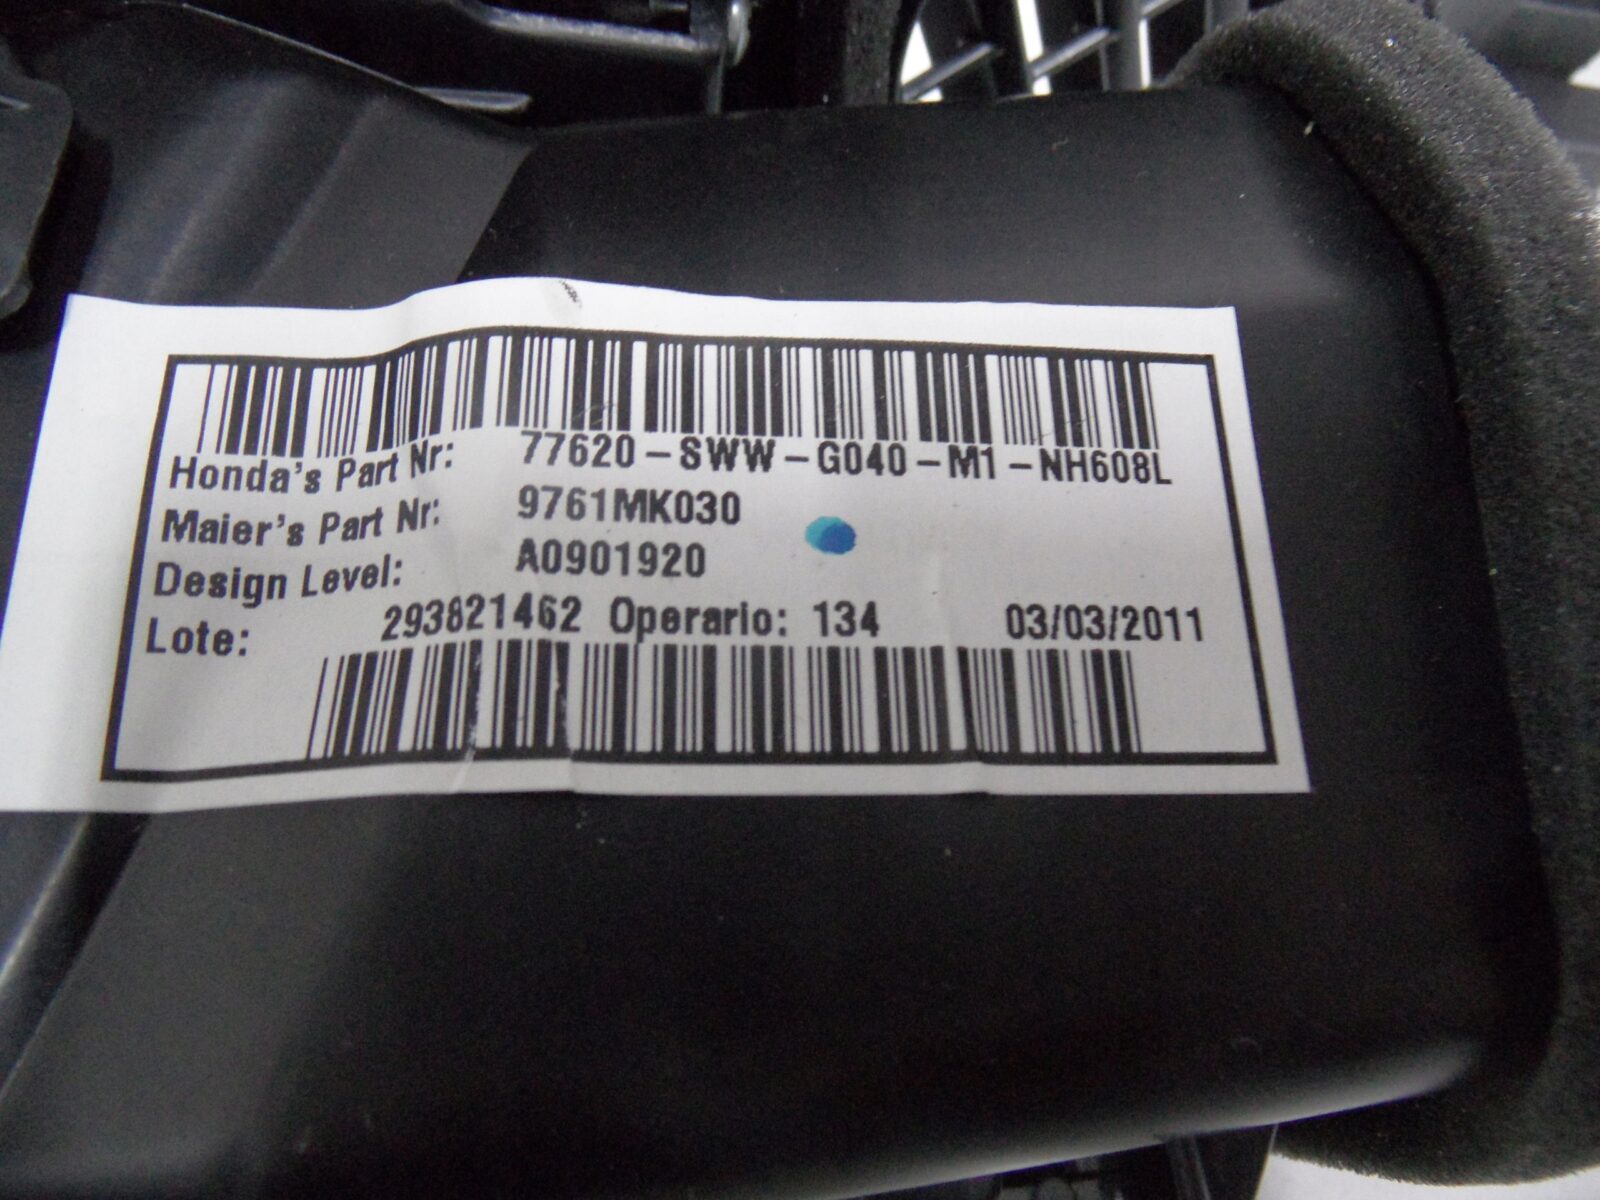 Honda's Part Nr: 77620-SWW-G040-M1-NH608L
Maier's Part Nr: 9761MK030
Design Level: A0901920
Lote: 293821462 Operario: 134 03/03/2011